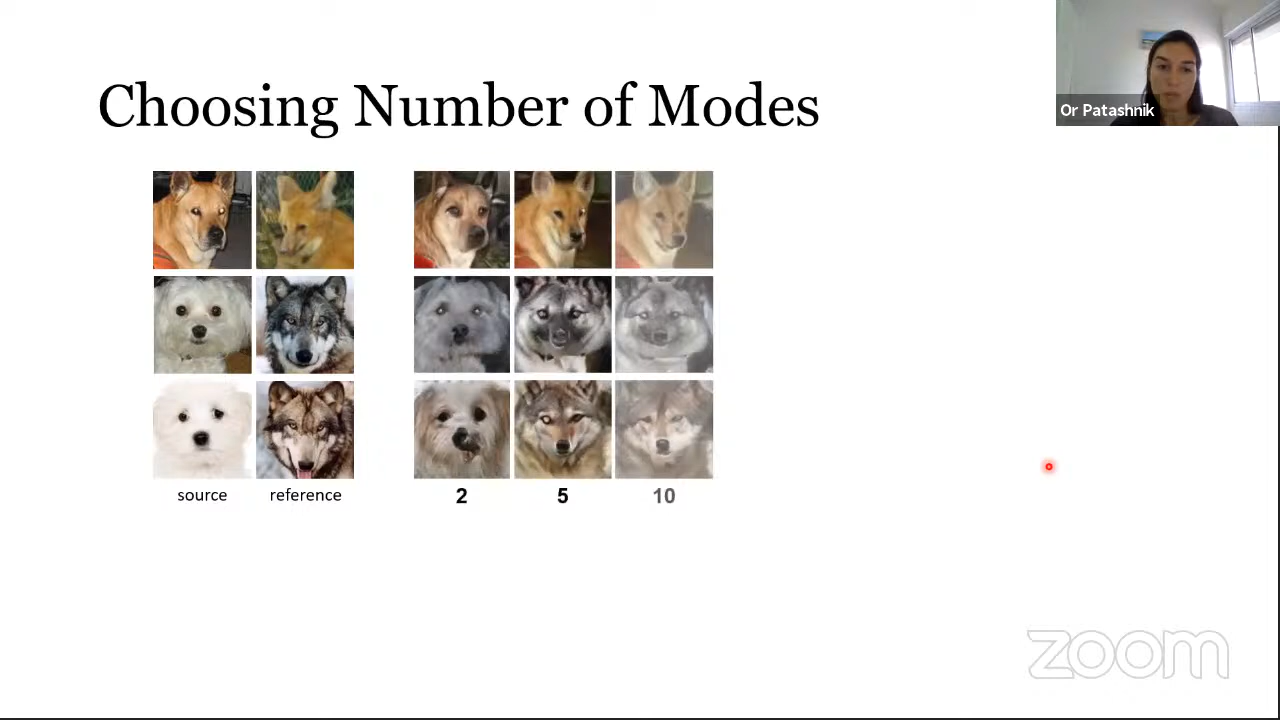 Choosing Number of Modes
Or Patashnik
source reference 2 5 10
zoom